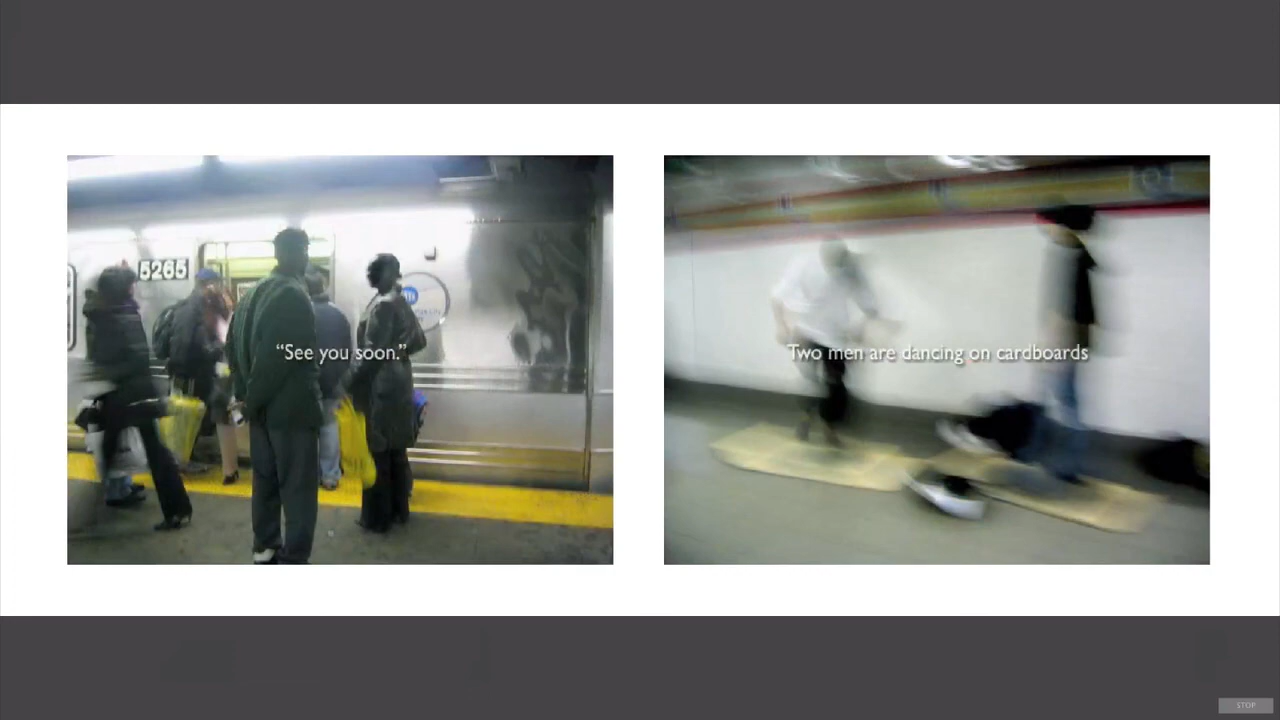 5265
“See you soon.”
Two men are dancing on cardboards
STOP